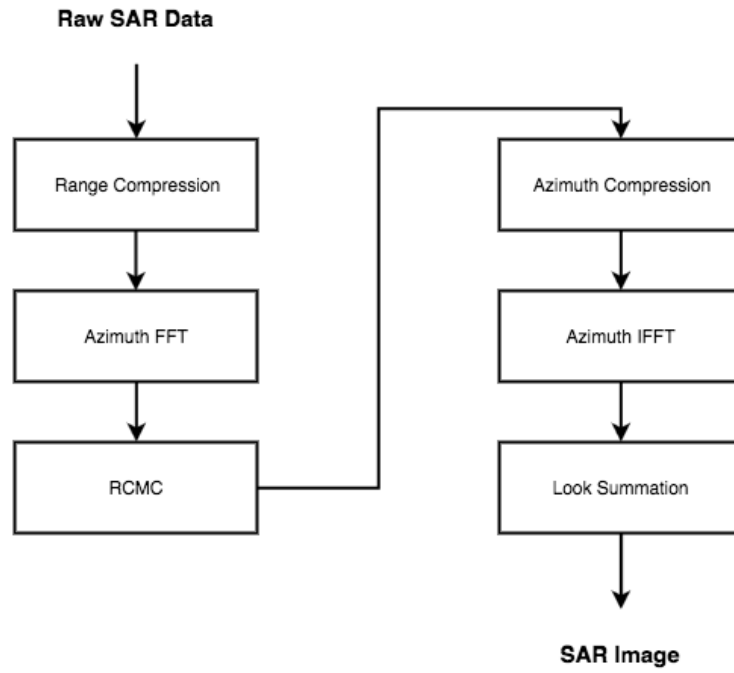 Raw SAR Data
Range Compression
Azimuth FFT
RCMC
Azimuth Compression
Azimuth IFFT
Look Summation
SAR Image